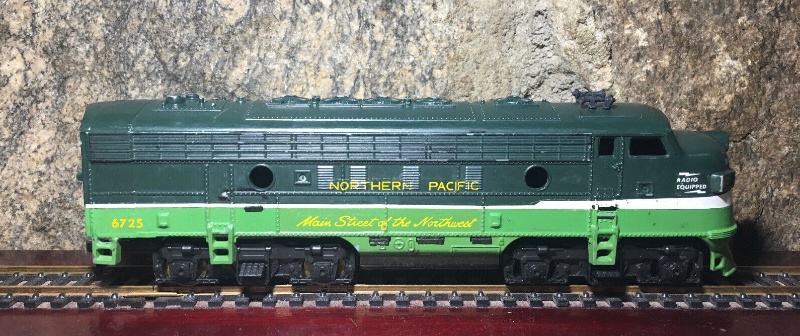 NORTHERN PACIFIC
RADIO
EQUIPPED
6725
Main Street of the Northwest